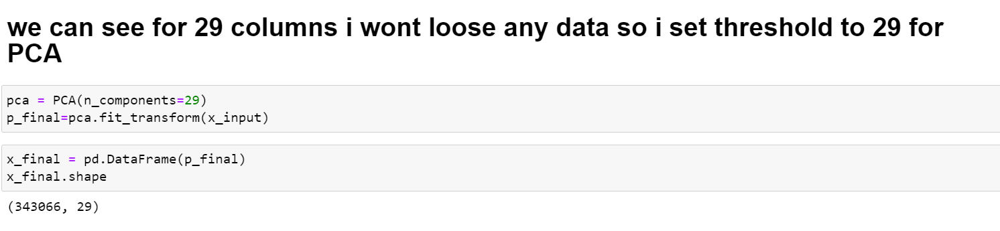 we can see for 29 columns i wont loose any data so i set threshold to 29 for
PCA
pca = PCA(n_components=29)
p_final=pca.fit_transform(x_input)
x_final = pd.DataFrame(p_final)
x_final.shape
(343066, 29)